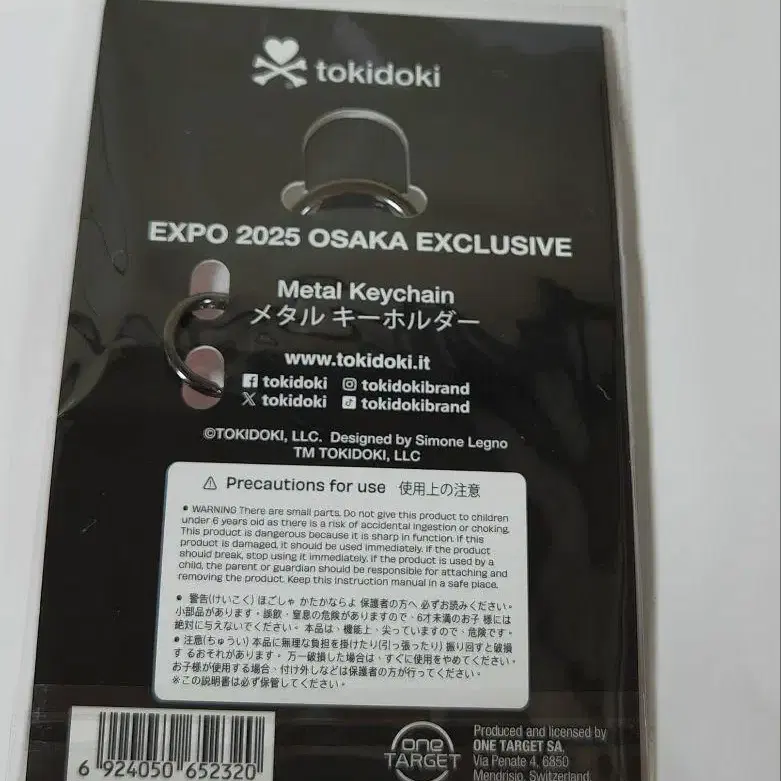 tokidoki
EXPO 2025 OSAKA EXCLUSIVE
Metal Keychain
メタル キーホルダー
www.tokidoki.it
tokidoki tokidokibrand
tokidoki tokidokibrand
©TOKIDOKI, LLC. Designed by Simone Legno
TM TOKIDOKI, LLC
⚠ Precautions for use 使用上の注意
• WARNING There are small parts. Do not give this product to children
under 6 years old as there is a risk of accidental ingestion or choking.
This product is dangerous because it is sharp in function. if this
product is damaged, it should be used immediately. if the product
should break, stop using it immediately. if the product is used by a
child, the parent or guardian should be responsible for attaching and
removing the product. Keep this instruction manual in a safe place.
• 警告(けいこく) ほごしゃ かたかならよ 保護者の方へ 必ずお読みください。
小部品があります。誤飲、窒息の危険がありますので、6才未満のお子 様には
絶対に与えないでください。 本品は、機能上、尖っていますので、危険です。
• 注意(ちゅうい) 本品に無理な負担を掛けたり(引っ張ったり) 振り回すと破損
す るおそれがあります。 万一破損した場合は、すぐに使用をやめてください。
お子様が使用する場合、付け外しなどは保護者の方が行ってください。
※この説明書は必ず保管してください。
6 924050 652320
one
TARGET
Produced and licensed by
ONE TARGET SA.
Via Penate 4, 6850
Mendrisio, Switzerland.